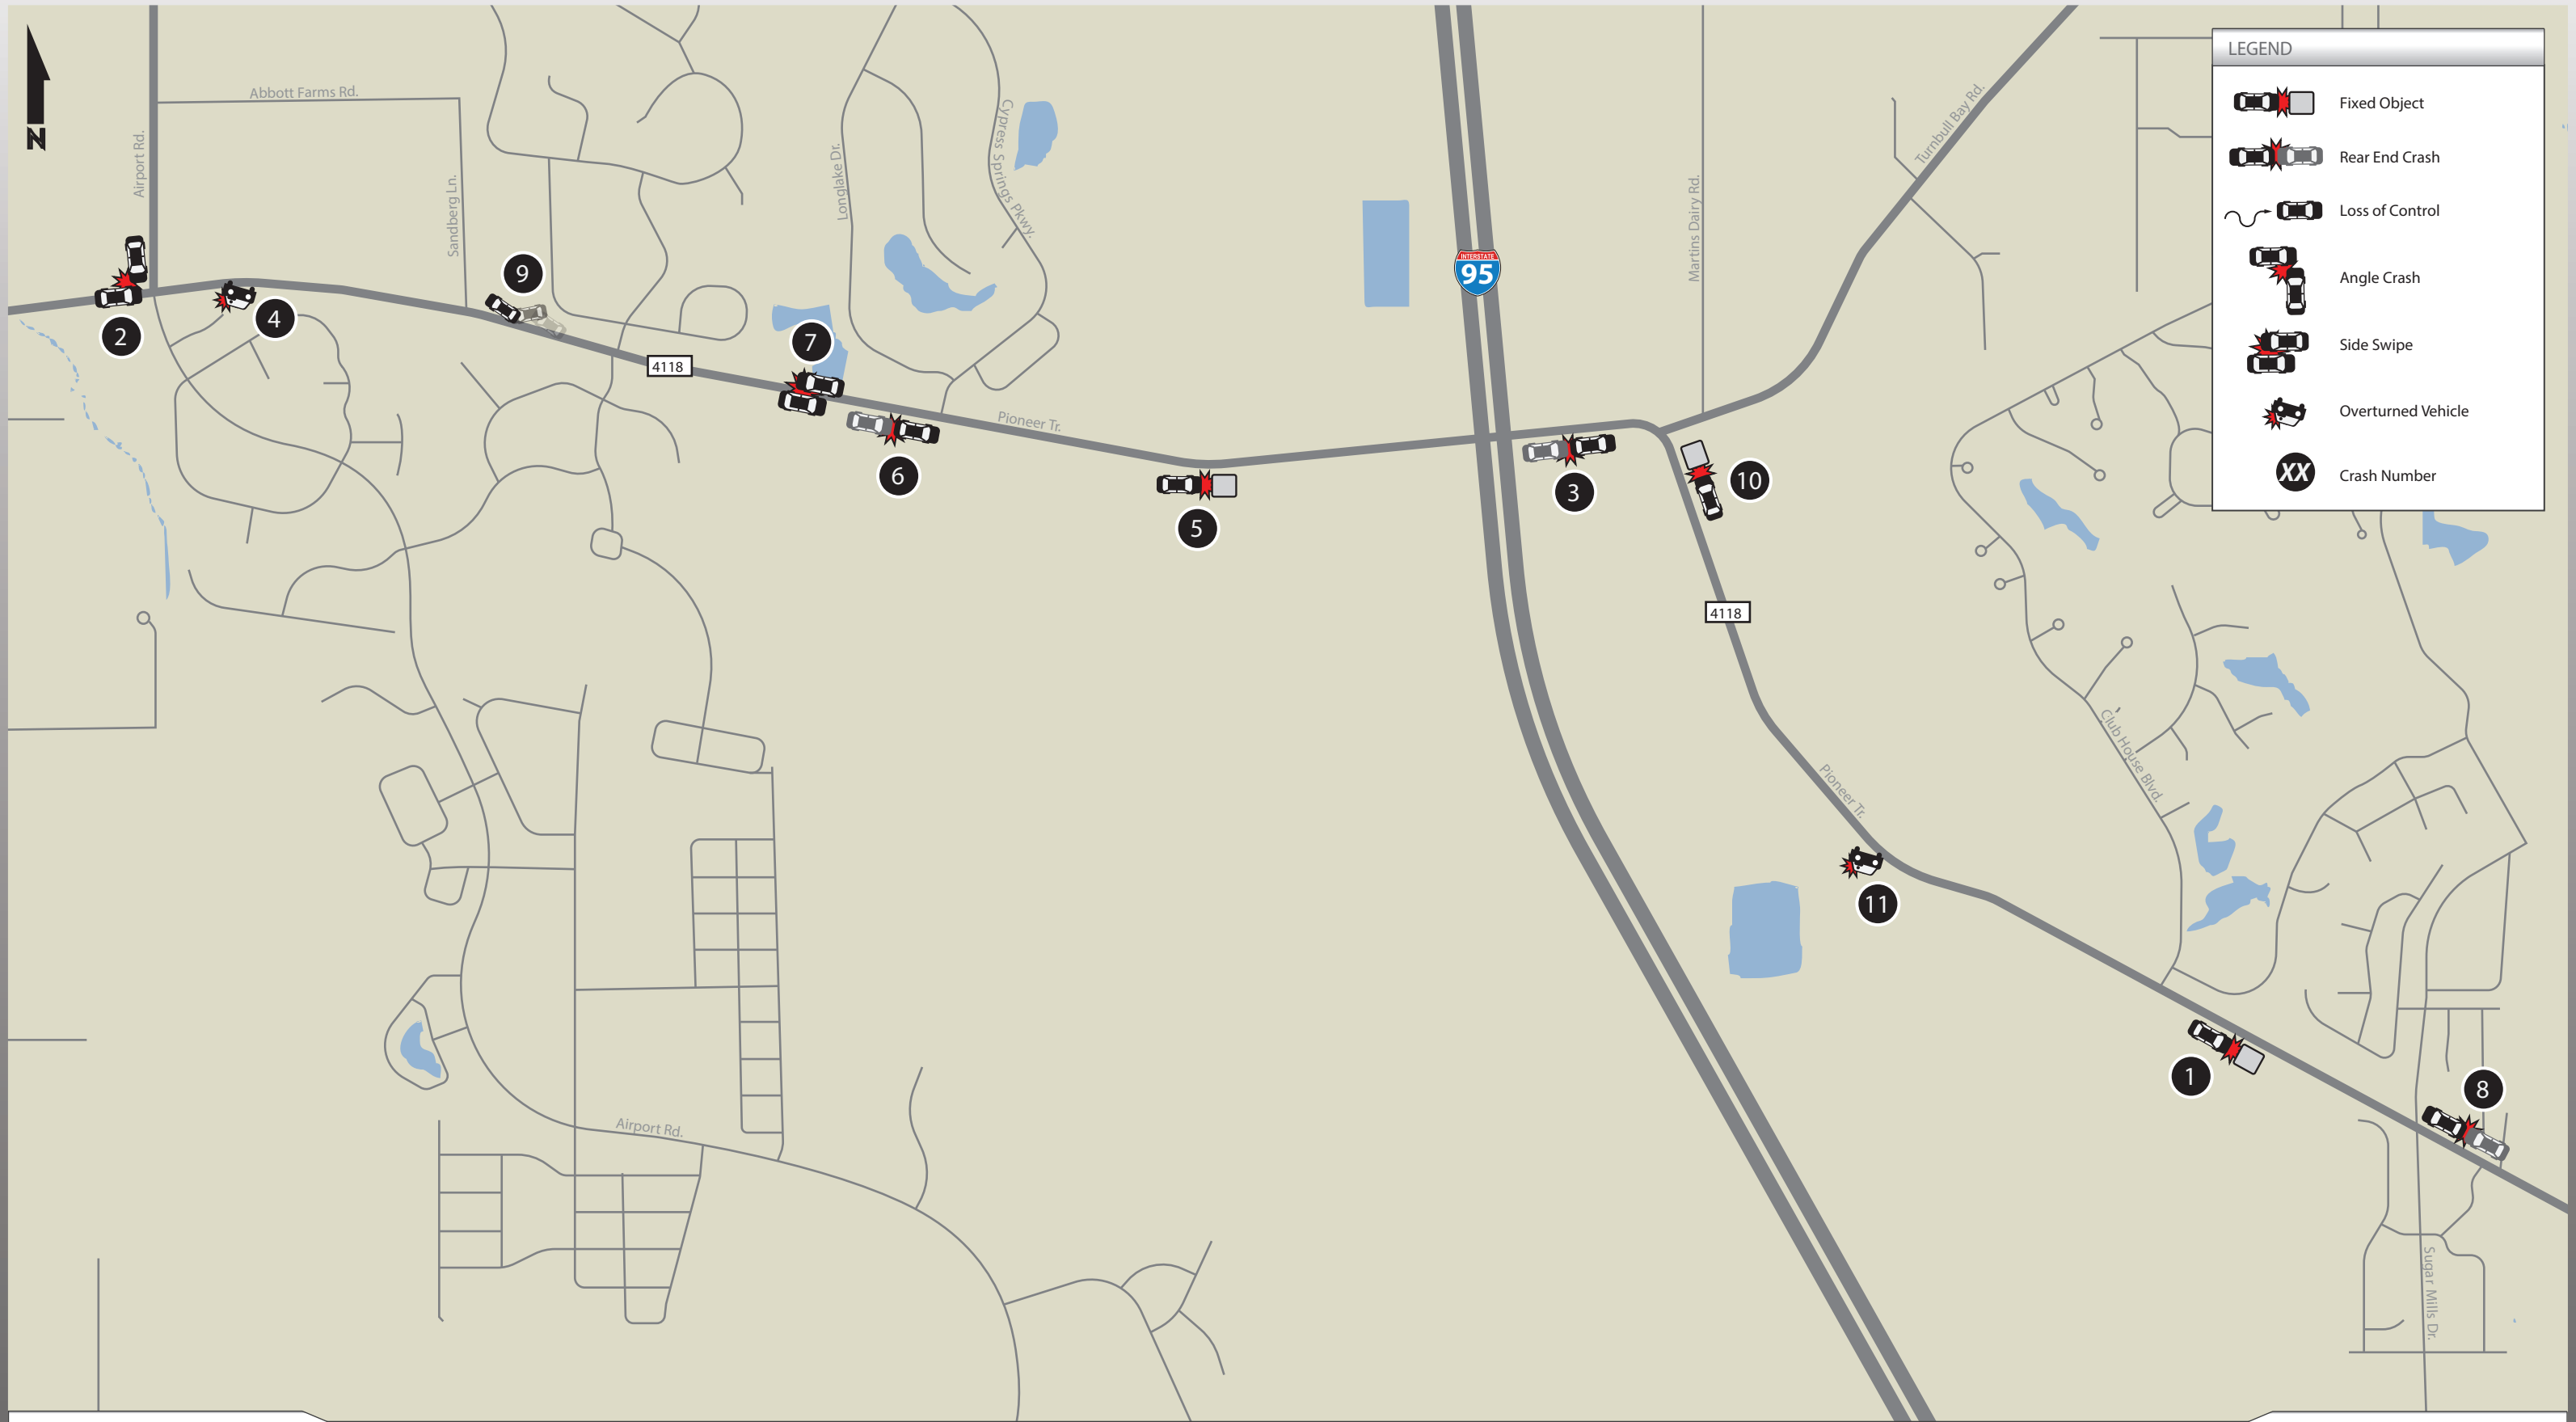 N
Abbott Farms Rd.
Airport Rd.
Sandberg Ln.
Longlake Dr.
Cypress Springs Pkwy.
INTERSTATE
95
Martins Dairy Rd.
Turnbull Bay Rd.
LEGEND
Fixed Object
Rear End Crash
Loss of Control
Angle Crash
Side Swipe
Overturned Vehicle
XX
Crash Number
2
4
9
7
4118
6
Pioneer Tr.
5
3
10
4118
Pioneer Tr.
11
Club House Blvd.
1
8
Airport Rd.
Sugar Mills Dr.